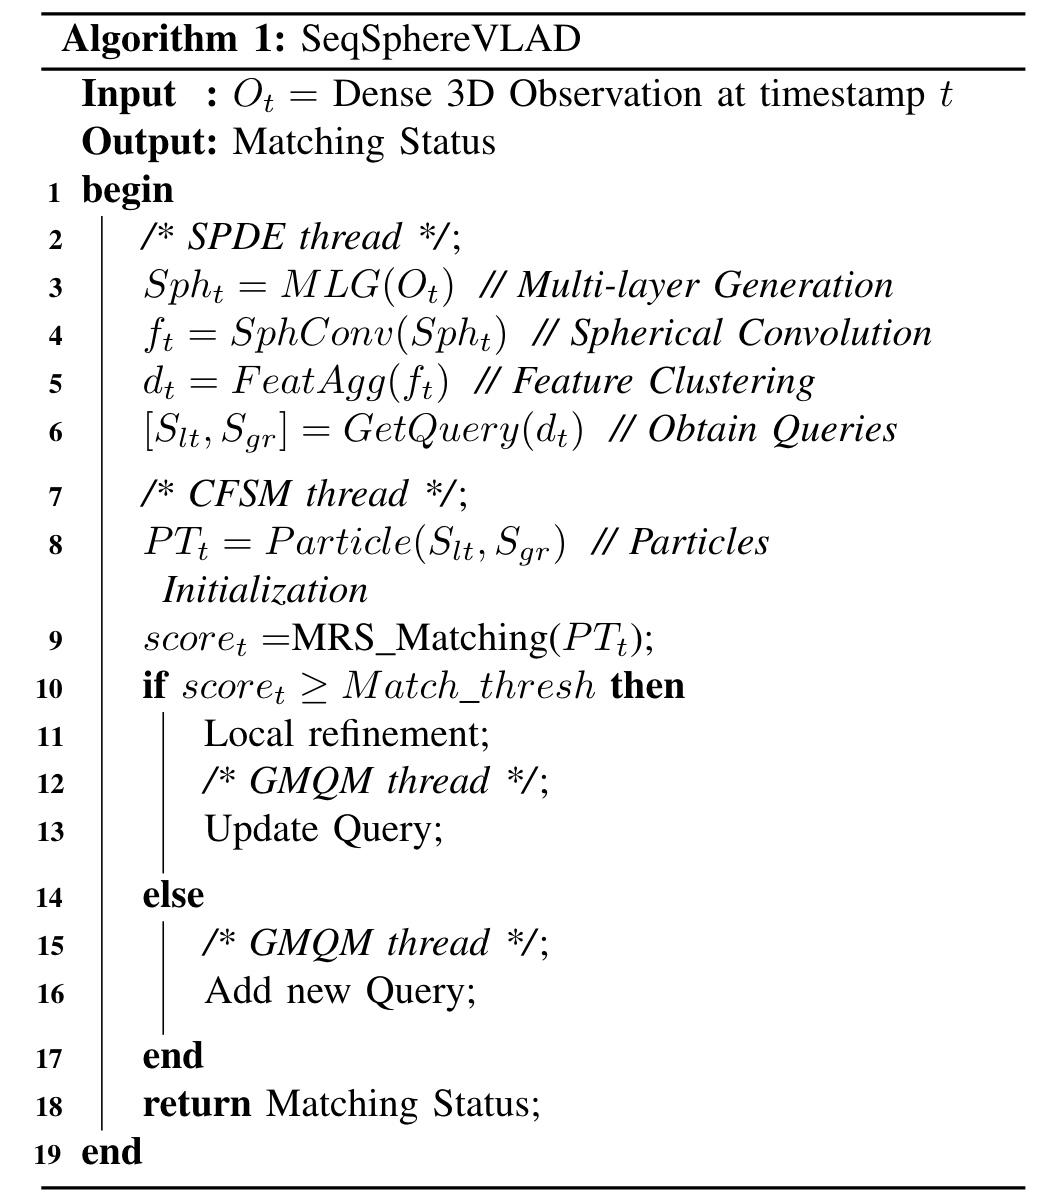 Algorithm 1: SeqSphereVLAD
Input : O_t = Dense 3D Observation at timestamp t
Output: Matching Status
1 begin
2 /* SPDE thread */;
3 Sph_t = MLG(O_t) // Multi-layer Generation
4 f_t = SphConv(Sph_t) // Spherical Convolution
5 d_t = FeatAgg(f_t) // Feature Clustering
6 [S_{lt}, S_{gr}] = GetQuery(d_t) // Obtain Queries
7 /* CFSM thread */;
8 PT_t = Particle(S_{lt}, S_{gr}) // Particles
Initialization
9 score_t =MRS_Matching(PT_t);
10 if score_t ≥ Match_thresh then
11 Local refinement;
12 /* GMQM thread */;
13 Update Query;
14 else
15 /* GMQM thread */;
16 Add new Query;
17 end
18 return Matching Status;
19 end